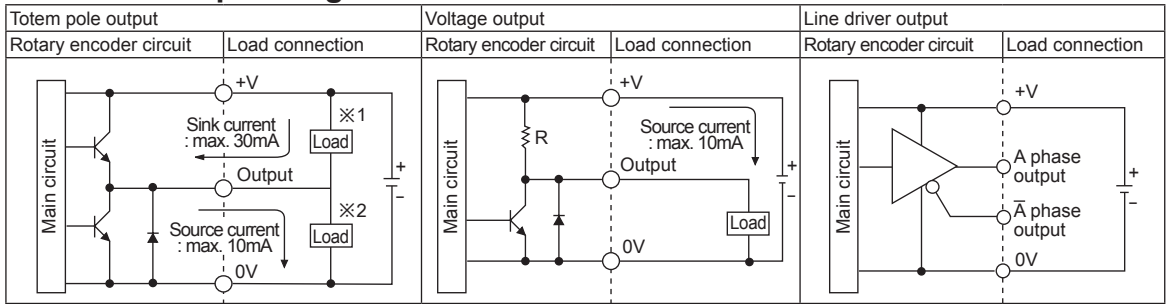 Totem pole output
Rotary encoder circuit
Load connection
Main circuit
+V
※1
Sink current
: max. 30mA
Load
Output
+
−
※2
Source current
: max. 10mA
Load
0V
Voltage output
Rotary encoder circuit
Load connection
Main circuit
+V
R
Source current
: max. 10mA
Output
+
−
Load
0V
Line driver output
Rotary encoder circuit
Load connection
Main circuit
+V
A phase
output
+
−
A̅ phase
output
0V